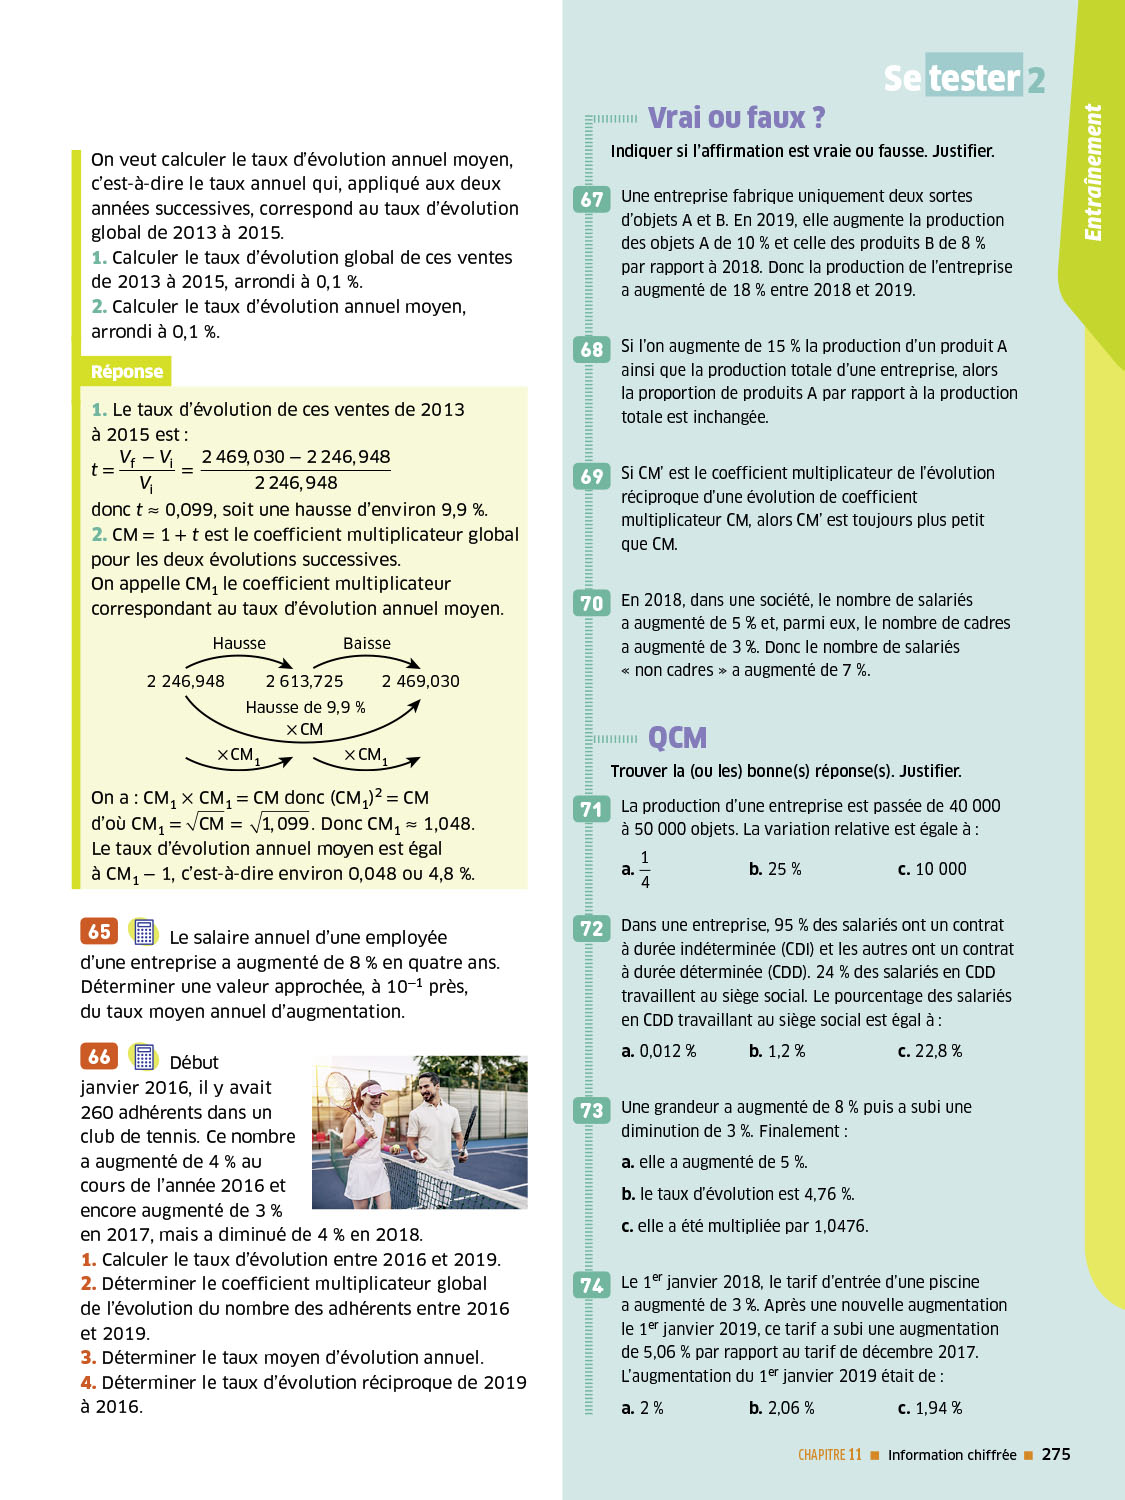 On veut calculer le taux d'évolution annuel moyen,
c'est-à-dire le taux annuel qui, appliqué aux deux
années successives, correspond au taux d'évolution
global de 2013 à 2015.
1. Calculer le taux d'évolution global de ces ventes
de 2013 à 2015, arrondi à 0,1 %.
2. Calculer le taux d'évolution annuel moyen,
arrondi à 0,1 %.
Réponse
1. Le taux d'évolution de ces ventes de 2013
à 2015 est :
t = (Vf − Vi) / Vi = (2 469,030 − 2 246,948) / 2 246,948
donc t ≈ 0,099, soit une hausse d'environ 9,9 %.
2. CM = 1 + t est le coefficient multiplicateur global
pour les deux évolutions successives.
On appelle CM₁ le coefficient multiplicateur
correspondant au taux d'évolution annuel moyen.
Hausse Baisse
2 246,948 2 613,725 2 469,030
Hausse de 9,9 %
×CM
×CM₁ ×CM₁
On a : CM₁ × CM₁ = CM donc (CM₁)² = CM
d'où CM₁ = √CM = √1,099. Donc CM₁ ≈ 1,048.
Le taux d'évolution annuel moyen est égal
à CM₁ − 1, c'est-à-dire environ 0,048 ou 4,8 %.
65 Le salaire annuel d'une employée
d'une entreprise a augmenté de 8 % en quatre ans.
Déterminer une valeur approchée, à 10⁻¹ près,
du taux moyen annuel d'augmentation.
66 Début
janvier 2016, il y avait
260 adhérents dans un
club de tennis. Ce nombre
a augmenté de 4 % au
cours de l'année 2016 et
encore augmenté de 3 %
en 2017, mais a diminué de 4 % en 2018.
1. Calculer le taux d'évolution entre 2016 et 2019.
2. Déterminer le coefficient multiplicateur global
de l'évolution du nombre des adhérents entre 2016
et 2019.
3. Déterminer le taux moyen d'évolution annuel.
4. Déterminer le taux d'évolution réciproque de 2019
à 2016.
Se tester 2
Entraînement
Vrai ou faux ?
Indiquer si l'affirmation est vraie ou fausse. Justifier.
67 Une entreprise fabrique uniquement deux sortes
d'objets A et B. En 2019, elle augmente la production
des objets A de 10 % et celle des produits B de 8 %
par rapport à 2018. Donc la production de l'entreprise
a augmenté de 18 % entre 2018 et 2019.
68 Si l'on augmente de 15 % la production d'un produit A
ainsi que la production totale d'une entreprise, alors
la proportion de produits A par rapport à la production
totale est inchangée.
69 Si CM' est le coefficient multiplicateur de l'évolution
réciproque d'une évolution de coefficient
multiplicateur CM, alors CM' est toujours plus petit
que CM.
70 En 2018, dans une société, le nombre de salariés
a augmenté de 5 % et, parmi eux, le nombre de cadres
a augmenté de 3 %. Donc le nombre de salariés
« non cadres » a augmenté de 7 %.
QCM
Trouver la (ou les) bonne(s) réponse(s). Justifier.
71 La production d'une entreprise est passée de 40 000
à 50 000 objets. La variation relative est égale à :
a. 1/4 b. 25 % c. 10 000
72 Dans une entreprise, 95 % des salariés ont un contrat
à durée indéterminée (CDI) et les autres ont un contrat
à durée déterminée (CDD). 24 % des salariés en CDD
travaillent au siège social. Le pourcentage des salariés
en CDD travaillant au siège social est égal à :
a. 0,012 % b. 1,2 % c. 22,8 %
73 Une grandeur a augmenté de 8 % puis a subi une
diminution de 3 %. Finalement :
a. elle a augmenté de 5 %.
b. le taux d'évolution est 4,76 %.
c. elle a été multipliée par 1,0476.
74 Le 1er janvier 2018, le tarif d'entrée d'une piscine
a augmenté de 3 %. Après une nouvelle augmentation
le 1er janvier 2019, ce tarif a subi une augmentation
de 5,06 % par rapport au tarif de décembre 2017.
L'augmentation du 1er janvier 2019 était de :
a. 2 % b. 2,06 % c. 1,94 %
CHAPITRE 11 ■ Information chiffrée ■ 275